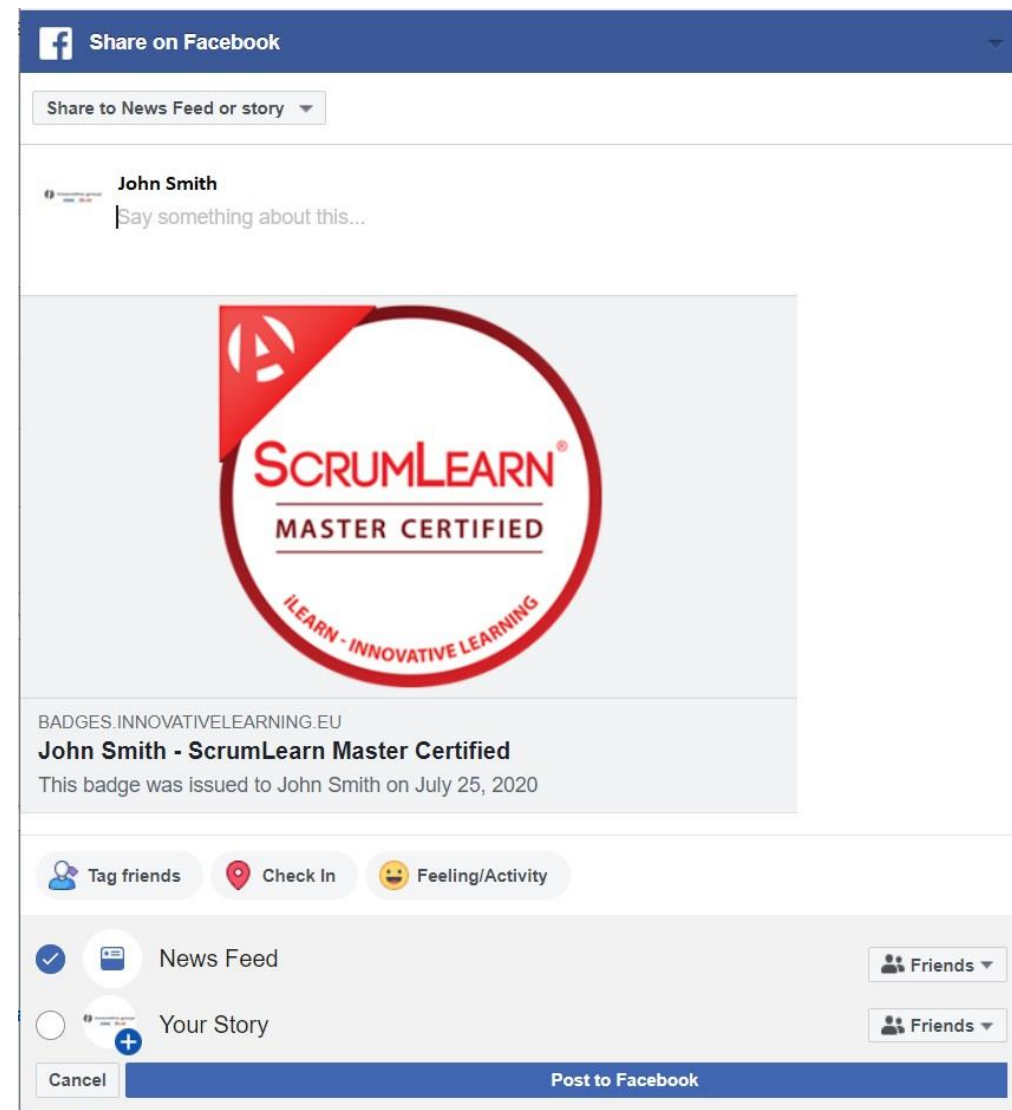 Share on Facebook
Share to News Feed or story
John Smith
Say something about this...
SCRUMLEARN®
MASTER CERTIFIED
iLEARN - INNOVATIVE LEARNING
BADGES.INNOVATIVELEARNING.EU
John Smith - ScrumLearn Master Certified
This badge was issued to John Smith on July 25, 2020
Tag friends Check In Feeling/Activity
News Feed Friends
Your Story Friends
Cancel Post to Facebook